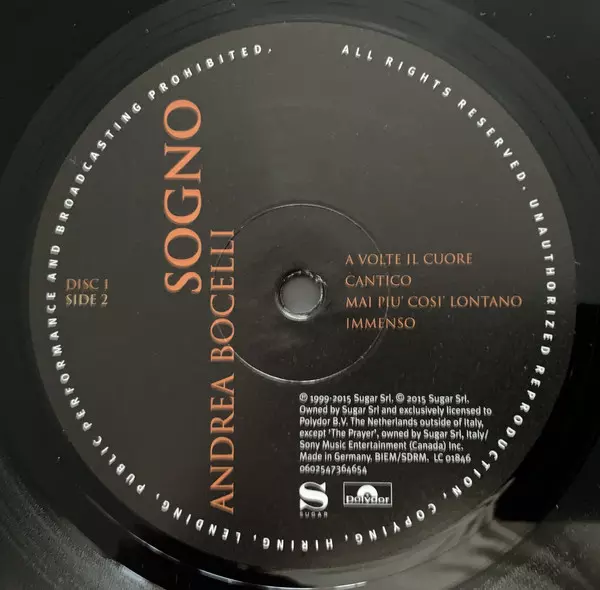 ALL RIGHTS RESERVED. UNAUTHORIZED REPRODUCTION, COPYING, HIRING, LENDING, PUBLIC PERFORMANCE AND BROADCASTING PROHIBITED.
SOGNO
ANDREA BOCELLI
DISC 1
SIDE 2
A VOLTE IL CUORE
CANTICO
MAI PIU' COSI' LONTANO
IMMENSO
℗ 1999-2015 Sugar Srl. © 2015 Sugar Srl.
Owned by Sugar Srl and exclusively licensed to
Polydor B.V. The Netherlands outside of Italy,
except 'The Prayer', owned by Sugar Srl, Italy/
Sony Music Entertainment (Canada) Inc.
Made in Germany, BIEM/SDRM. LC 01846
0602547364654
S
SUGAR
polydor